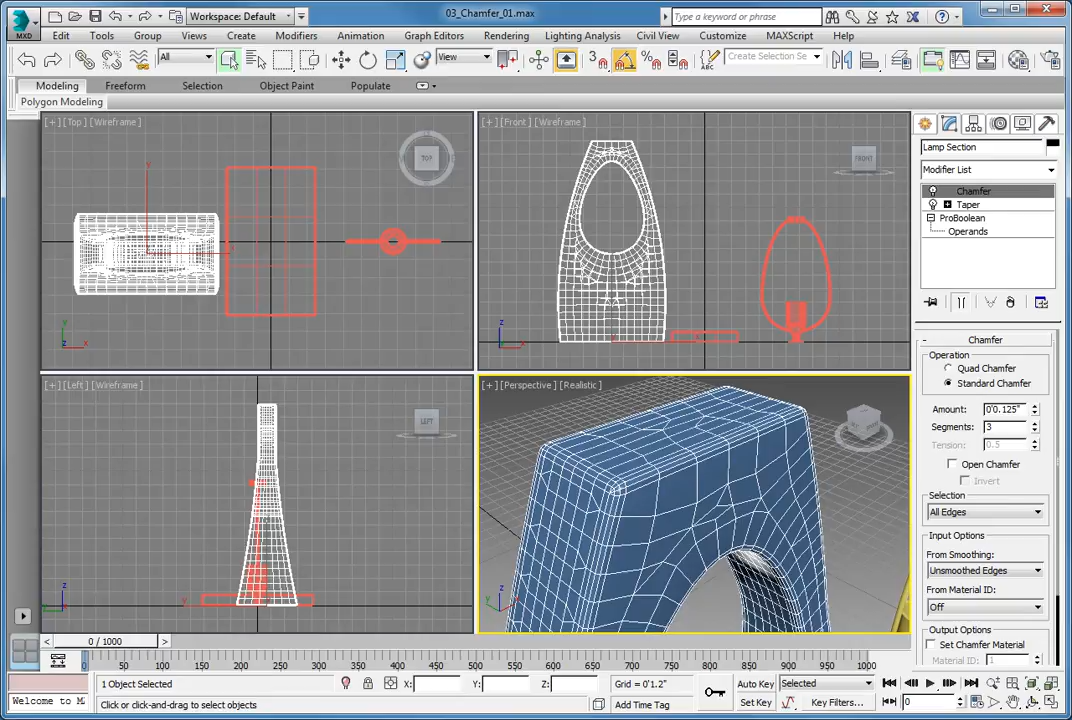 MXD
Workspace: Default
03_Chamfer_01.max
Type a keyword or phrase
Edit Tools Group Views Create Modifiers Animation Graph Editors Rendering Lighting Analysis Civil View Customize MAXScript Help
All View Create Selection Se
Modeling Freeform Selection Object Paint Populate
Polygon Modeling
[+][Top][Wireframe]
TOP
[+][Front][Wireframe]
FRONT
[+][Left][Wireframe]
LEFT
[+][Perspective][Realistic]
Lamp Section
Modifier List
Chamfer
Taper
ProBoolean
Operands
Chamfer
Operation
Quad Chamfer
Standard Chamfer
Amount: 0'0.125"
Segments: 3
Tension: 0.5
Open Chamfer
Invert
Selection
All Edges
Input Options
From Smoothing:
Unsmoothed Edges
From Material ID:
Off
Output Options
Set Chamfer Material
Material ID: 1
0 / 1000
0 50 100 150 200 250 300 350 400 450 500 550 600 650 700 750 800 850 900 950 1000
1 Object Selected X: Y: Z: Grid = 0'1.2" Auto Key Selected
Welcome to M Click or click-and-drag to select objects Add Time Tag Set Key Key Filters... 0